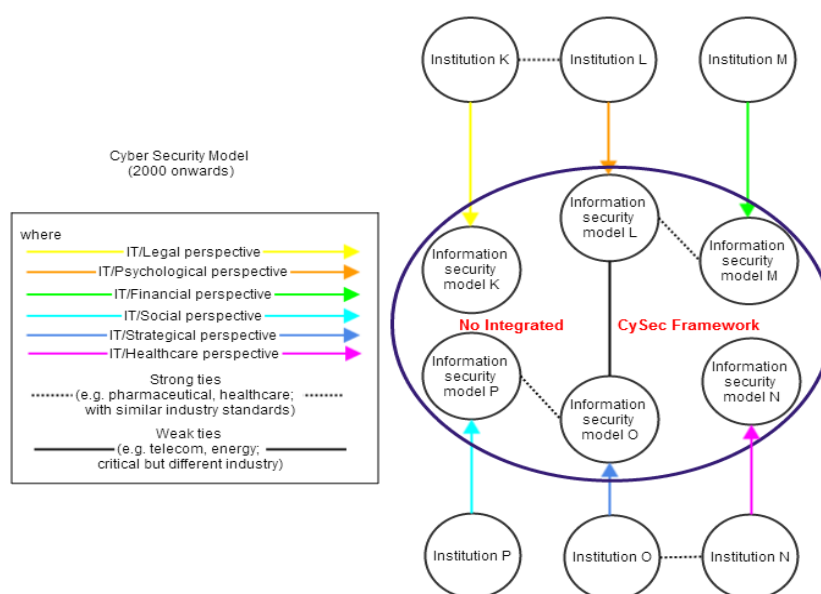 Institution K
Institution L
Institution M
Cyber Security Model
(2000 onwards)
where
IT/Legal perspective
IT/Psychological perspective
IT/Financial perspective
IT/Social perspective
IT/Strategical perspective
IT/Healthcare perspective
Strong ties
(e.g. pharmaceutical, healthcare;
with similar industry standards)
Weak ties
(e.g. telecom, energy;
critical but different industry)
Information
security
model K
Information
security
model L
Information
security
model M
No Integrated
CySec Framework
Information
security
model P
Information
security
model O
Information
security
model N
Institution P
Institution O
Institution N